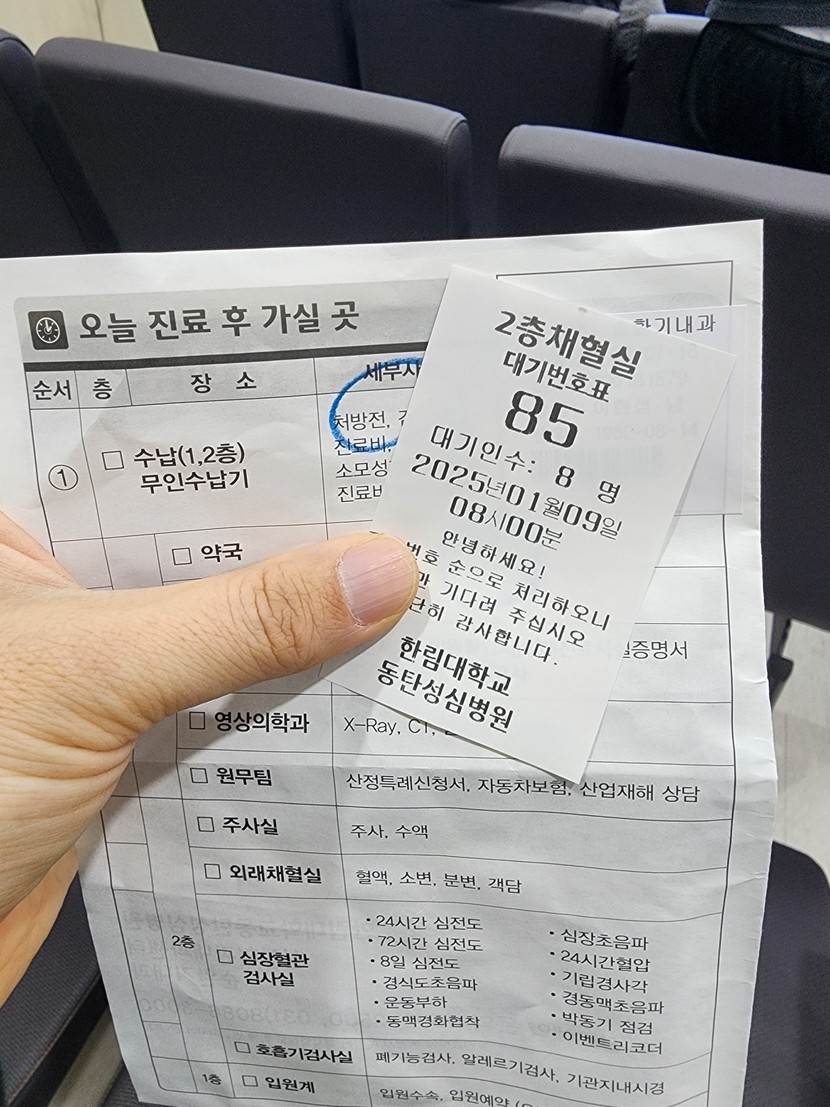 오늘 진료 후 가실 곳
순서 층 장 소 세부사
① 수납(1,2층)
무인수납기
처방전,
진료비,
소모성
진료비
약국
증명서
영상의학과 X-Ray, CT,
원무팀 산정특례신청서, 자동차보험, 산업재해 상담
주사실 주사, 수액
외래채혈실 혈액, 소변, 분변, 객담
2층 심장혈관
검사실
• 24시간 심전도
• 72시간 심전도
• 8일 심전도
• 경식도초음파
• 운동부하
• 동맥경화협착
• 심장초음파
• 24시간혈압
• 기립경사각
• 경동맥초음파
• 박동기 점검
• 이벤트리코더
호흡기검사실 폐기능검사, 알레르기검사, 기관지내시경
1층 입원계 입원수속, 입원예약
화기내과
2층채혈실
대기번호표
85
대기인수: 8 명
2025년01월09일
08시00분
안녕하세요!
번호 순으로 처리하오니
기다려 주십시오
감사합니다.
한림대학교
동탄성심병원